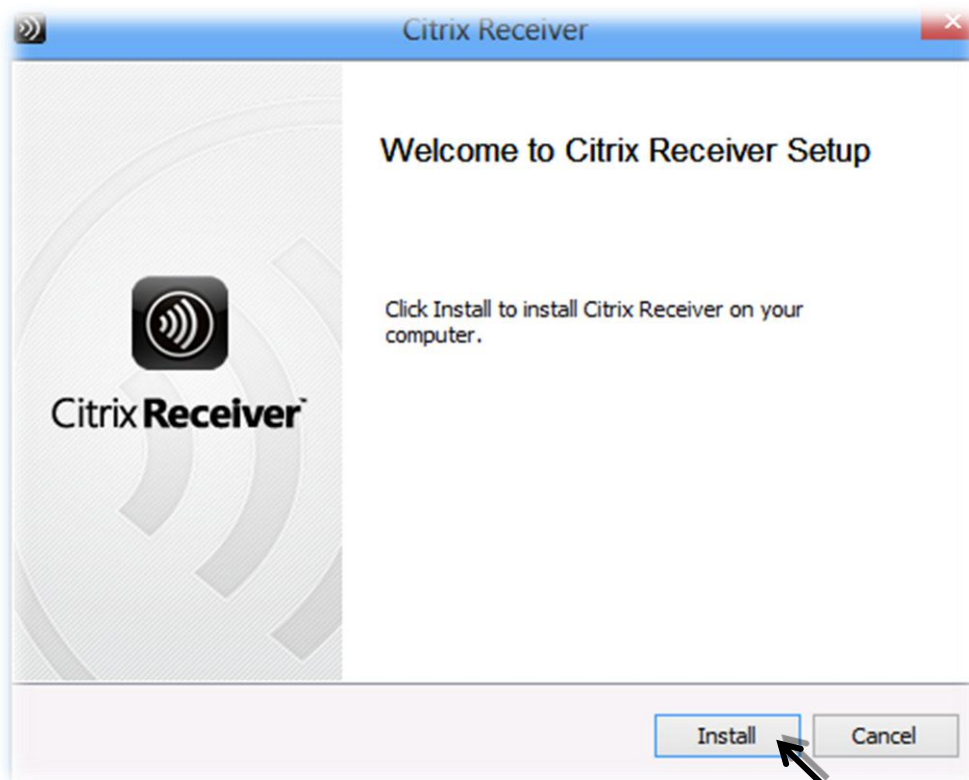 Citrix Receiver
Welcome to Citrix Receiver Setup
Click Install to install Citrix Receiver on your
computer.
Citrix Receiver™
Install
Cancel